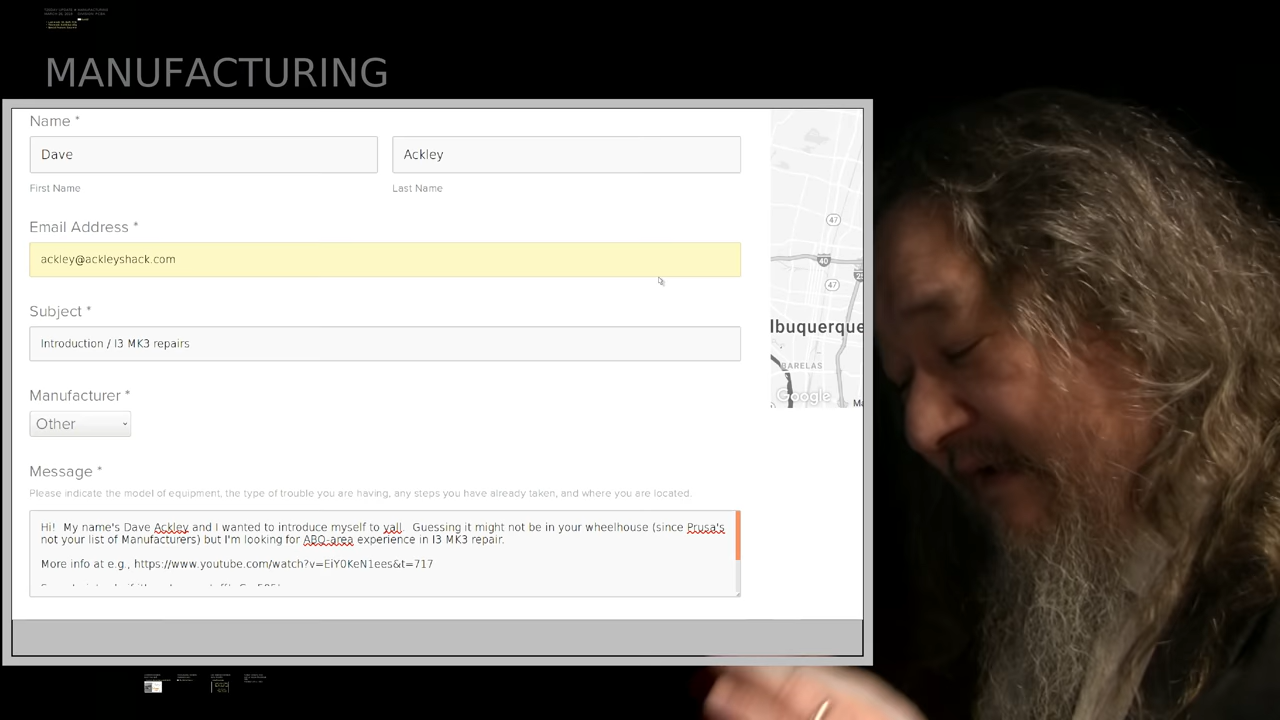 MANUFACTURING
Name *
Dave
Ackley
First Name
Last Name
Email Address *
ackley@ackleyshack.com
Subject *
Introduction / I3 MK3 repairs
Manufacturer *
Other
Message *
Please indicate the model of equipment, the type of trouble you are having, any steps you have already taken, and where you are located.
Hi!  My name's Dave Ackley and I wanted to introduce myself to yall.  Guessing it might not be in your wheelhouse (since Prusa's
not your list of Manufacturers) but I'm looking for ABQ-area experience in I3 MK3 repair.
More info at e.g., https://www.youtube.com/watch?v=EiY0KeN1ees&t=717
47
40
47
lbuquerque
BARELAS
Google